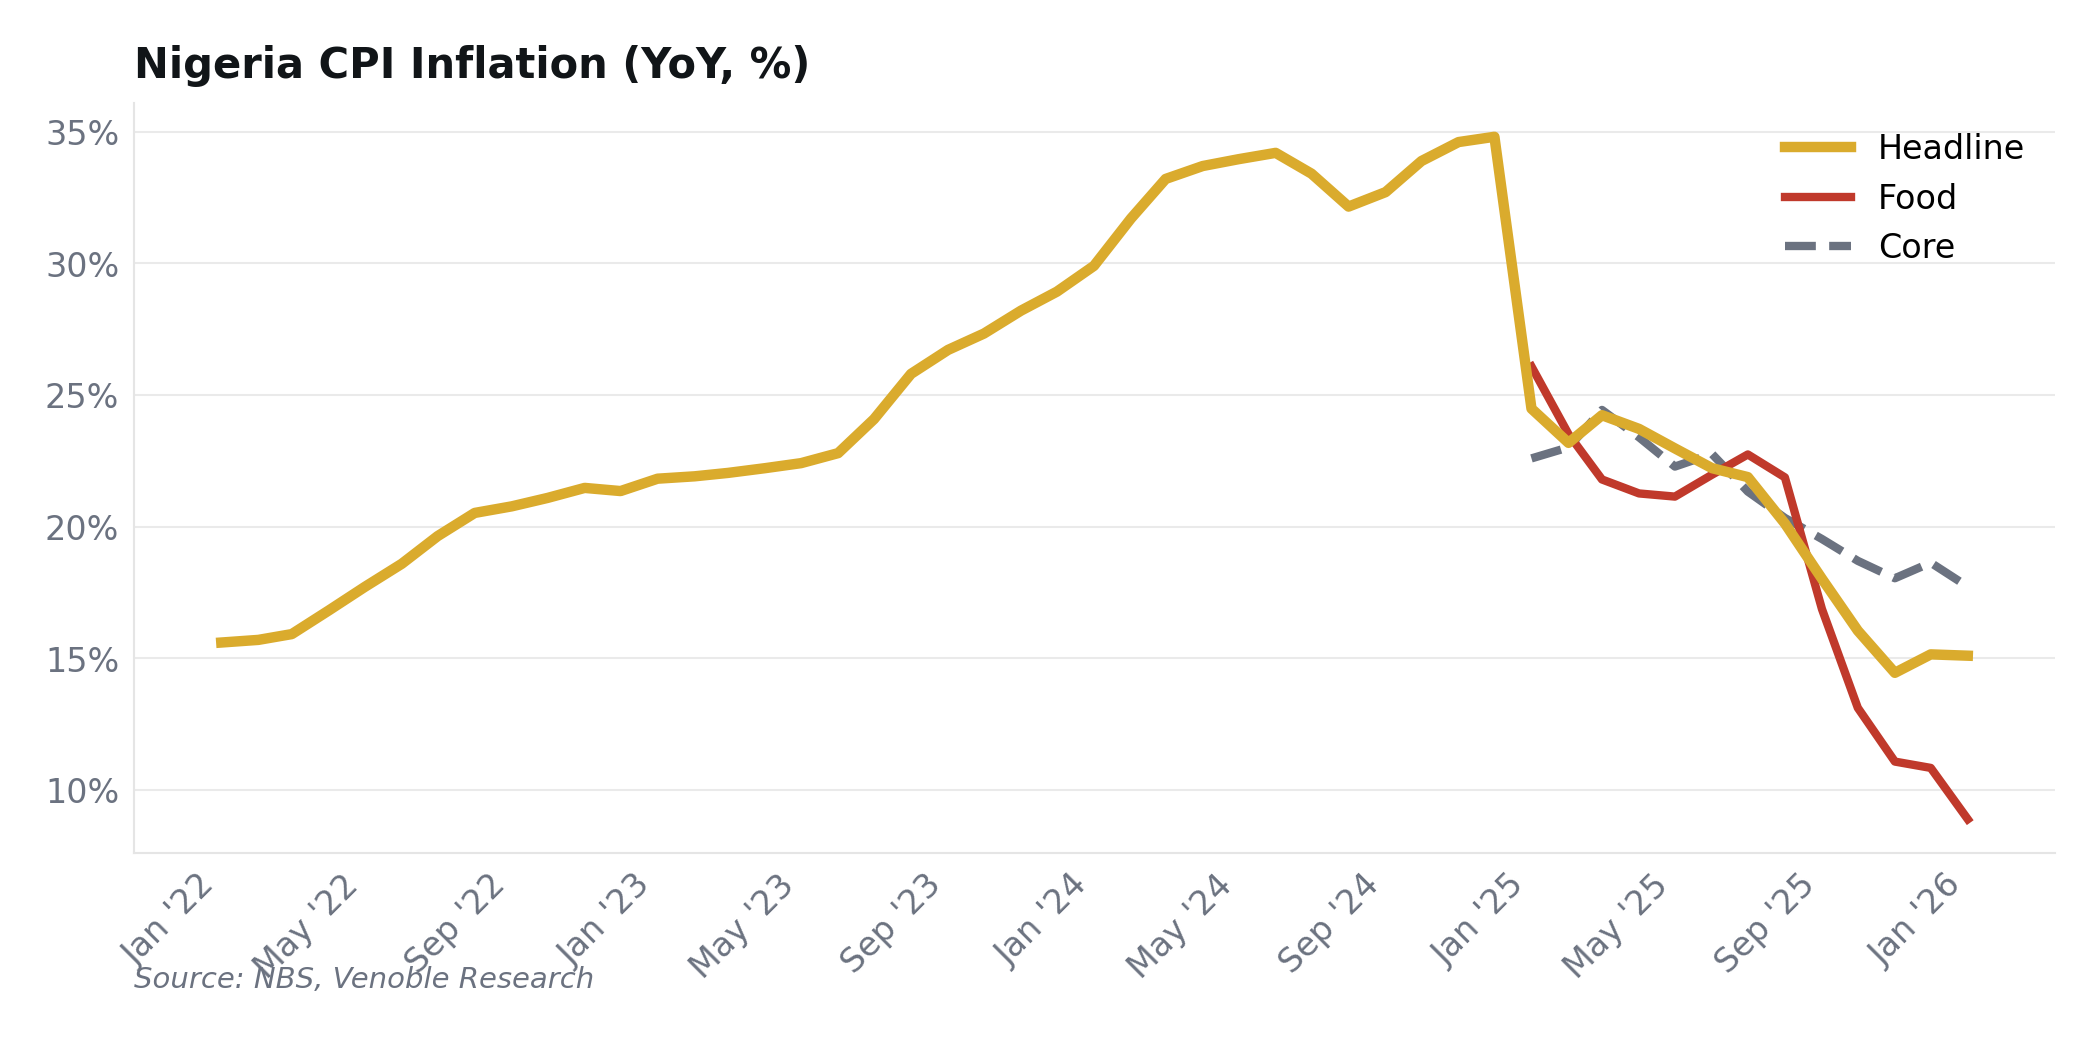 Nigeria CPI Inflation (YoY, %)
35%
30%
25%
20%
15%
10%
Headline
Food
Core
Jan '22
May '22
Sep '22
Jan '23
May '23
Sep '23
Jan '24
May '24
Sep '24
Jan '25
May '25
Sep '25
Jan '26
Source: NBS, Venoble Research